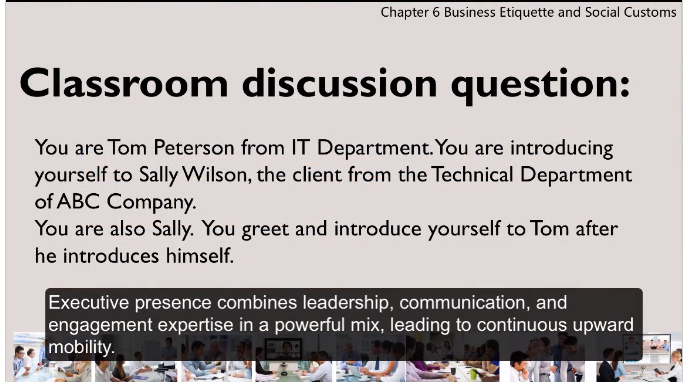 Chapter 6 Business Etiquette and Social Customs
Classroom discussion question:
You are Tom Peterson from IT Department. You are introducing
yourself to Sally Wilson, the client from the Technical Department
of ABC Company.
You are also Sally. You greet and introduce yourself to Tom after
he introduces himself.
Executive presence combines leadership, communication, and
engagement expertise in a powerful mix, leading to continuous upward
mobility.